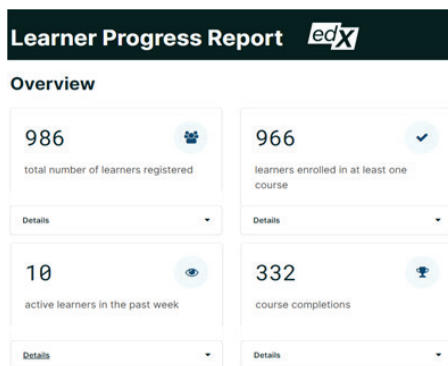 Learner Progress Report edX
Overview
986
total number of learners registered
Details
966
learners enrolled in at least one
course
Details
10
active learners in the past week
Details
332
course completions
Details